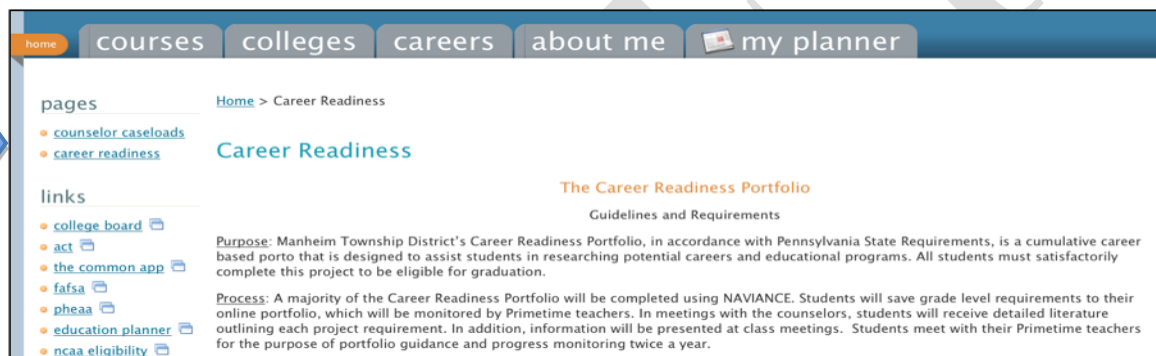 home
courses
colleges
careers
about me
my planner
pages
counselor caseloads
career readiness
links
college board
act
the common app
fafsa
pheaa
education planner
ncaa eligibility
Home > Career Readiness
Career Readiness
The Career Readiness Portfolio
Guidelines and Requirements
Purpose: Manheim Township District's Career Readiness Portfolio, in accordance with Pennsylvania State Requirements, is a cumulative career
based porto that is designed to assist students in researching potential careers and educational programs. All students must satisfactorily
complete this project to be eligible for graduation.
Process: A majority of the Career Readiness Portfolio will be completed using NAVIANCE. Students will save grade level requirements to their
online portfolio, which will be monitored by Primetime teachers. In meetings with the counselors, students will receive detailed literature
outlining each project requirement. In addition, information will be presented at class meetings. Students meet with their Primetime teachers
for the purpose of portfolio guidance and progress monitoring twice a year.